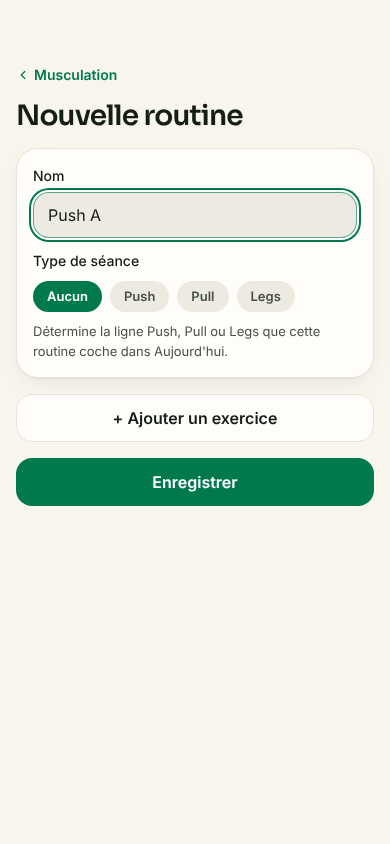 Musculation
Nouvelle routine
Nom
Push A
Type de séance
Aucun Push Pull Legs
Détermine la ligne Push, Pull ou Legs que cette
routine coche dans Aujourd'hui.
+ Ajouter un exercice
Enregistrer